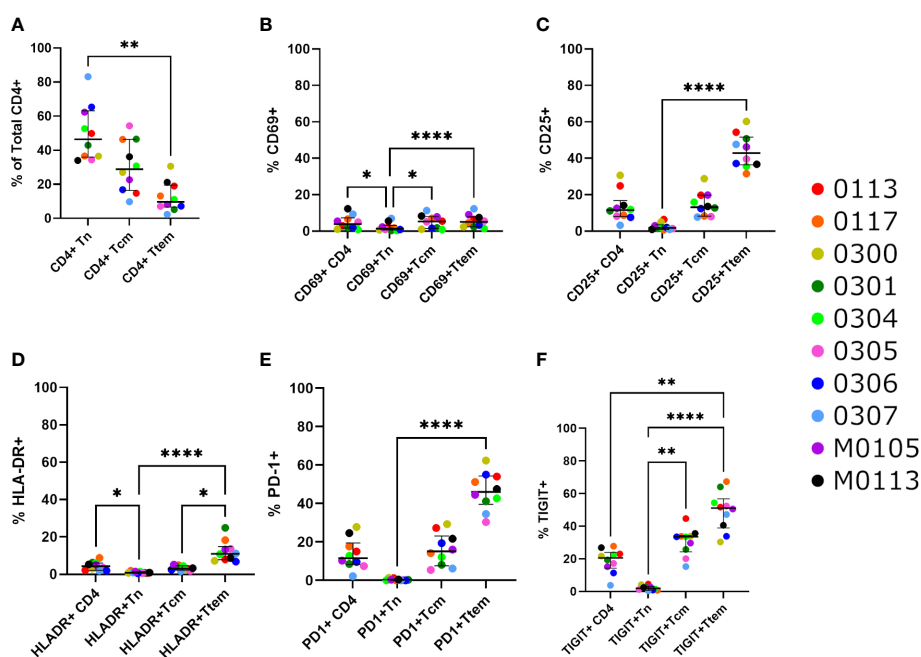 A
% of Total CD4+
100
80
60
40
20
0
**
CD4+ Tn
CD4+ Tcm
CD4+ Ttem
B
% CD69+
100
80
60
40
20
0
*
*
****
CD69+ CD4
CD69+Tn
CD69+Tcm
CD69+Ttem
C
% CD25+
100
80
60
40
20
0
****
CD25+ CD4
CD25+ Tn
CD25+ Tcm
CD25+Ttem
D
% HLA-DR+
100
80
60
40
20
0
****
*
*
HLADR+ CD4
HLADR+Tn
HLADR+Tcm
HLADR+Ttem
E
% PD-1+
100
80
60
40
20
0
****
PD1+ CD4
PD1+Tn
PD1+Tcm
PD1+Ttem
F
% TIGIT+
100
80
60
40
20
0
**
****
**
TIGIT+ CD4
TIGIT+Tn
TIGIT+Tcm
TIGIT+Ttem
0113
0117
0300
0301
0304
0305
0306
0307
M0105
M0113